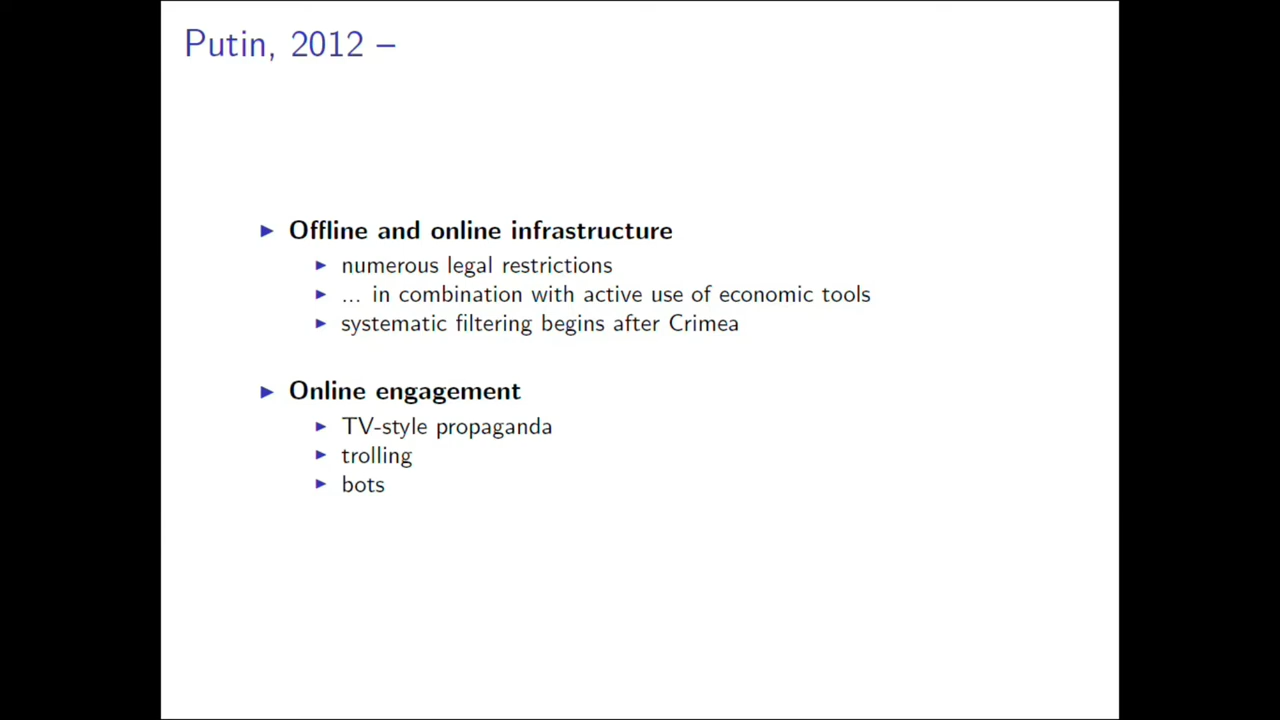 Putin, 2012 –
Offline and online infrastructure
numerous legal restrictions
... in combination with active use of economic tools
systematic filtering begins after Crimea
Online engagement
TV-style propaganda
trolling
bots